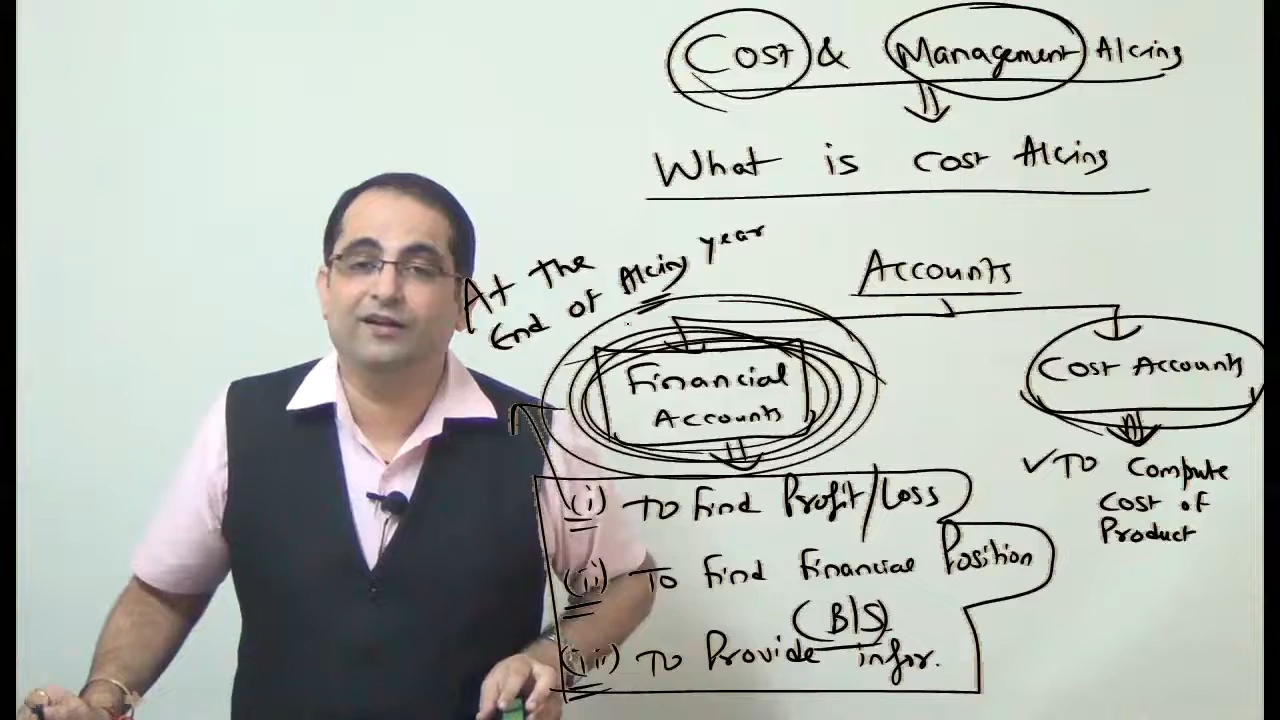 Cost & Management A/cing
What is cost A/cing
At the
End of A/cing year
Accounts
Financial
Accounts
Cost Accounts
(i) To Find Profit/Loss
(ii) To Find Financial Position
(B/S)
(iii) To Provide infor.
✓To compute
cost of
Product